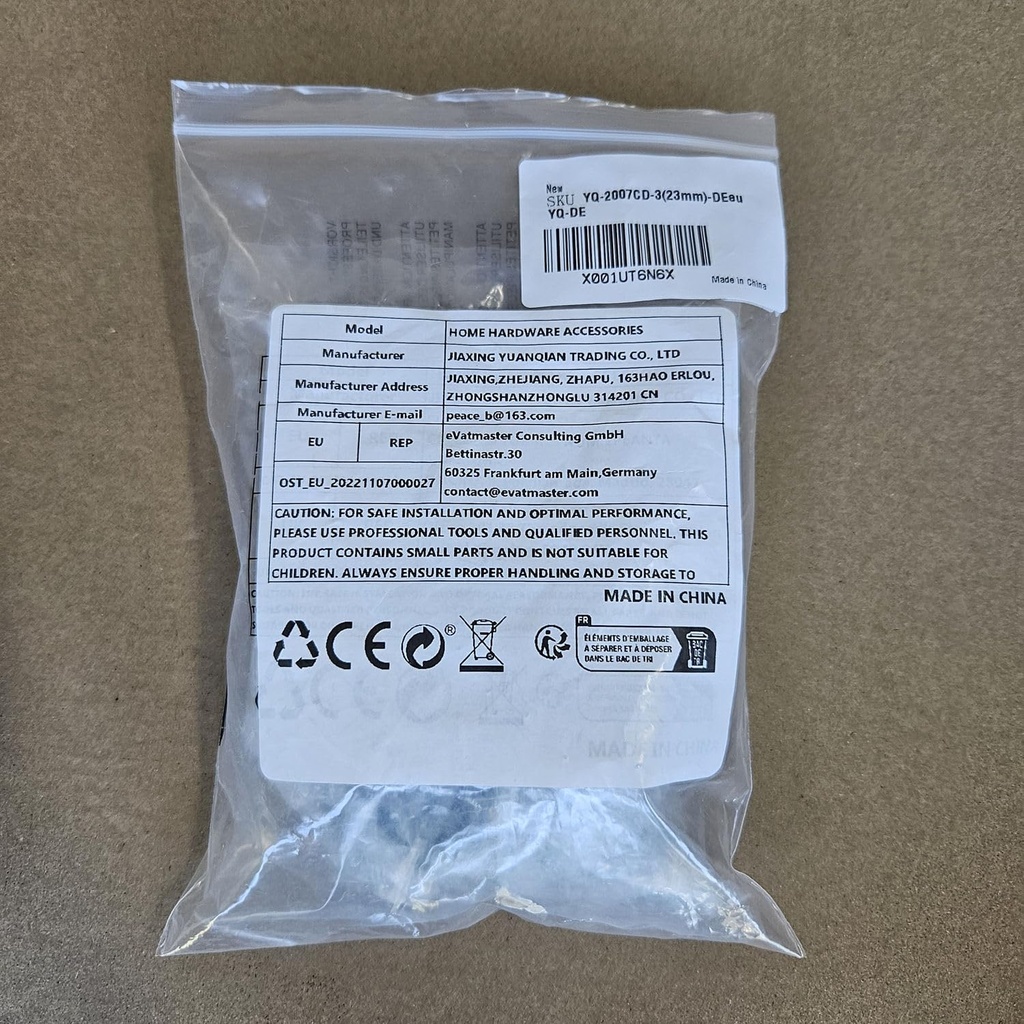 New
SKU YQ-2007CD-3(23mm)-DEeu
YQ-DE
X001UT6N6X
Made in China
Model HOME HARDWARE ACCESSORIES
Manufacturer JIAXING YUANQIAN TRADING CO., LTD
Manufacturer Address JIAXING,ZHEJIANG, ZHAPU, 163HAO ERLOU,
ZHONGSHANZHONGLU 314201 CN
Manufacturer E-mail peace_b@163.com
EU REP eVatmaster Consulting GmbH
Bettinastr.30
60325 Frankfurt am Main,Germany
OST_EU_20221107000027 contact@evatmaster.com
CAUTION: FOR SAFE INSTALLATION AND OPTIMAL PERFORMANCE,
PLEASE USE PROFESSIONAL TOOLS AND QUALIFIED PERSONNEL. THIS
PRODUCT CONTAINS SMALL PARTS AND IS NOT SUITABLE FOR
CHILDREN. ALWAYS ENSURE PROPER HANDLING AND STORAGE TO
MADE IN CHINA
CE ®
FR
ÉLÉMENTS D'EMBALLAGE
A SÉPARER ET À DÉPOSER
DANS LE BAC DE TRI
BAC
DE
TRI
MADE IN CHINA